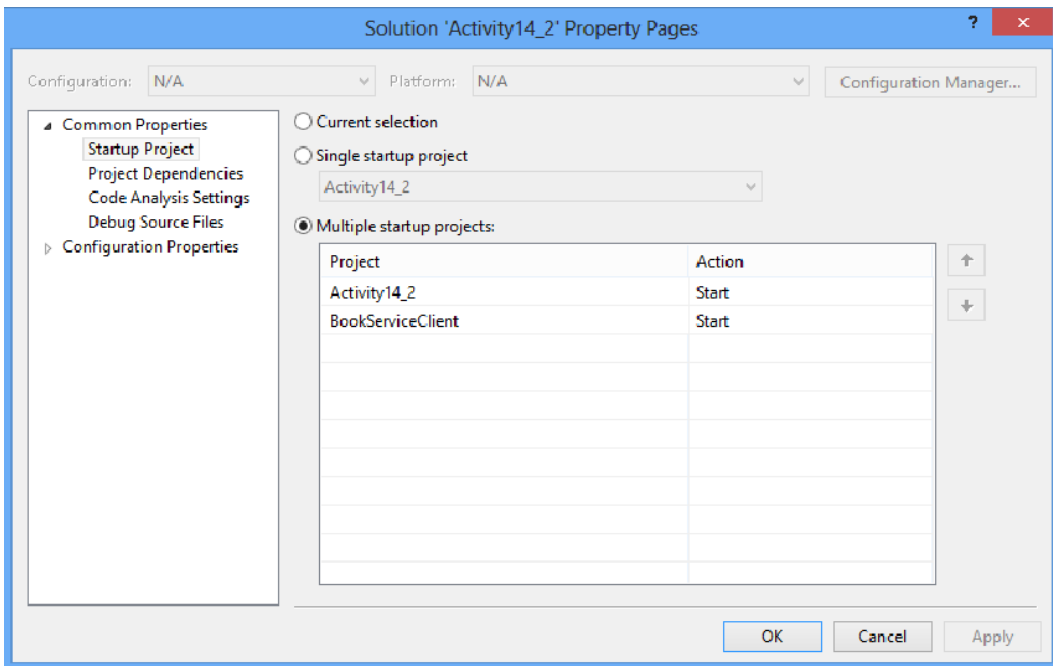 Solution 'Activity14_2' Property Pages
?
×
Configuration: N/A Platform: N/A Configuration Manager...
Common Properties
Startup Project
Project Dependencies
Code Analysis Settings
Debug Source Files
Configuration Properties
Current selection
Single startup project
Activity14_2
Multiple startup projects:
Project Action
Activity14_2 Start
BookServiceClient Start
OK Cancel Apply